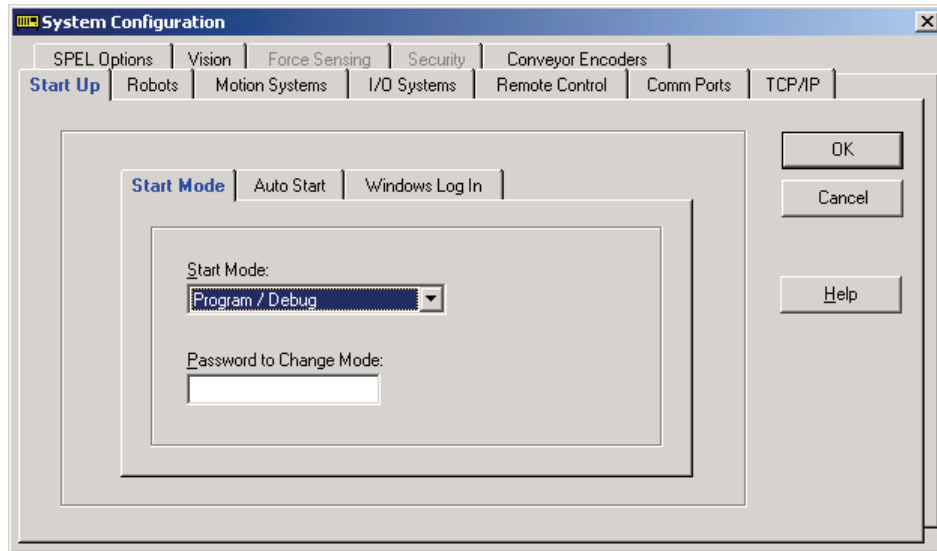 System Configuration
SPEL Options Vision Force Sensing Security Conveyor Encoders
Start Up Robots Motion Systems I/O Systems Remote Control Comm Ports TCP/IP
OK
Start Mode Auto Start Windows Log In
Cancel
Start Mode:
Program / Debug
Help
Password to Change Mode: